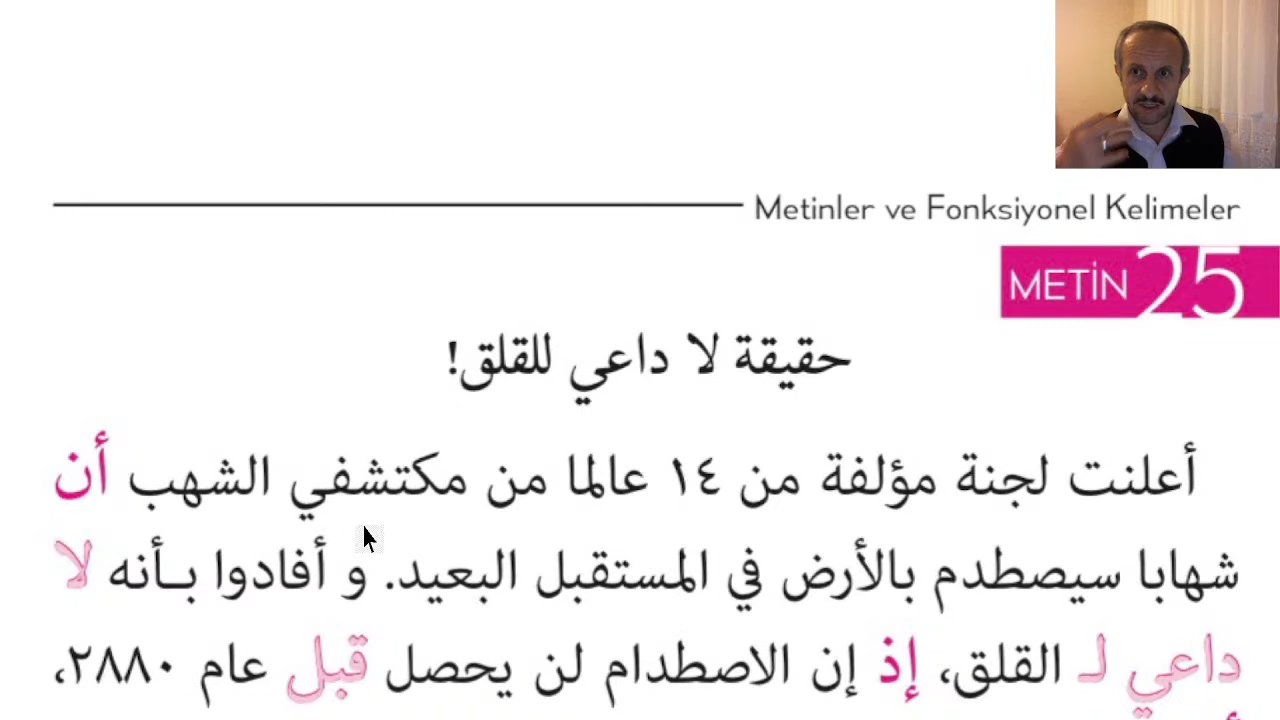 Metinler ve Fonksiyonel Kelimeler
METİN 25
حقيقة لا داعي للقلق!
أعلنت لجنة مؤلفة من ١٤ عالما من مكتشفي الشهب أن
شهابا سيصطدم بالأرض في المستقبل البعيد. و أفادوا بـأنه لا
داعي لـ القلق، إذ إن الاصطدام لن يحصل قبل عام ٢٨٨٠،